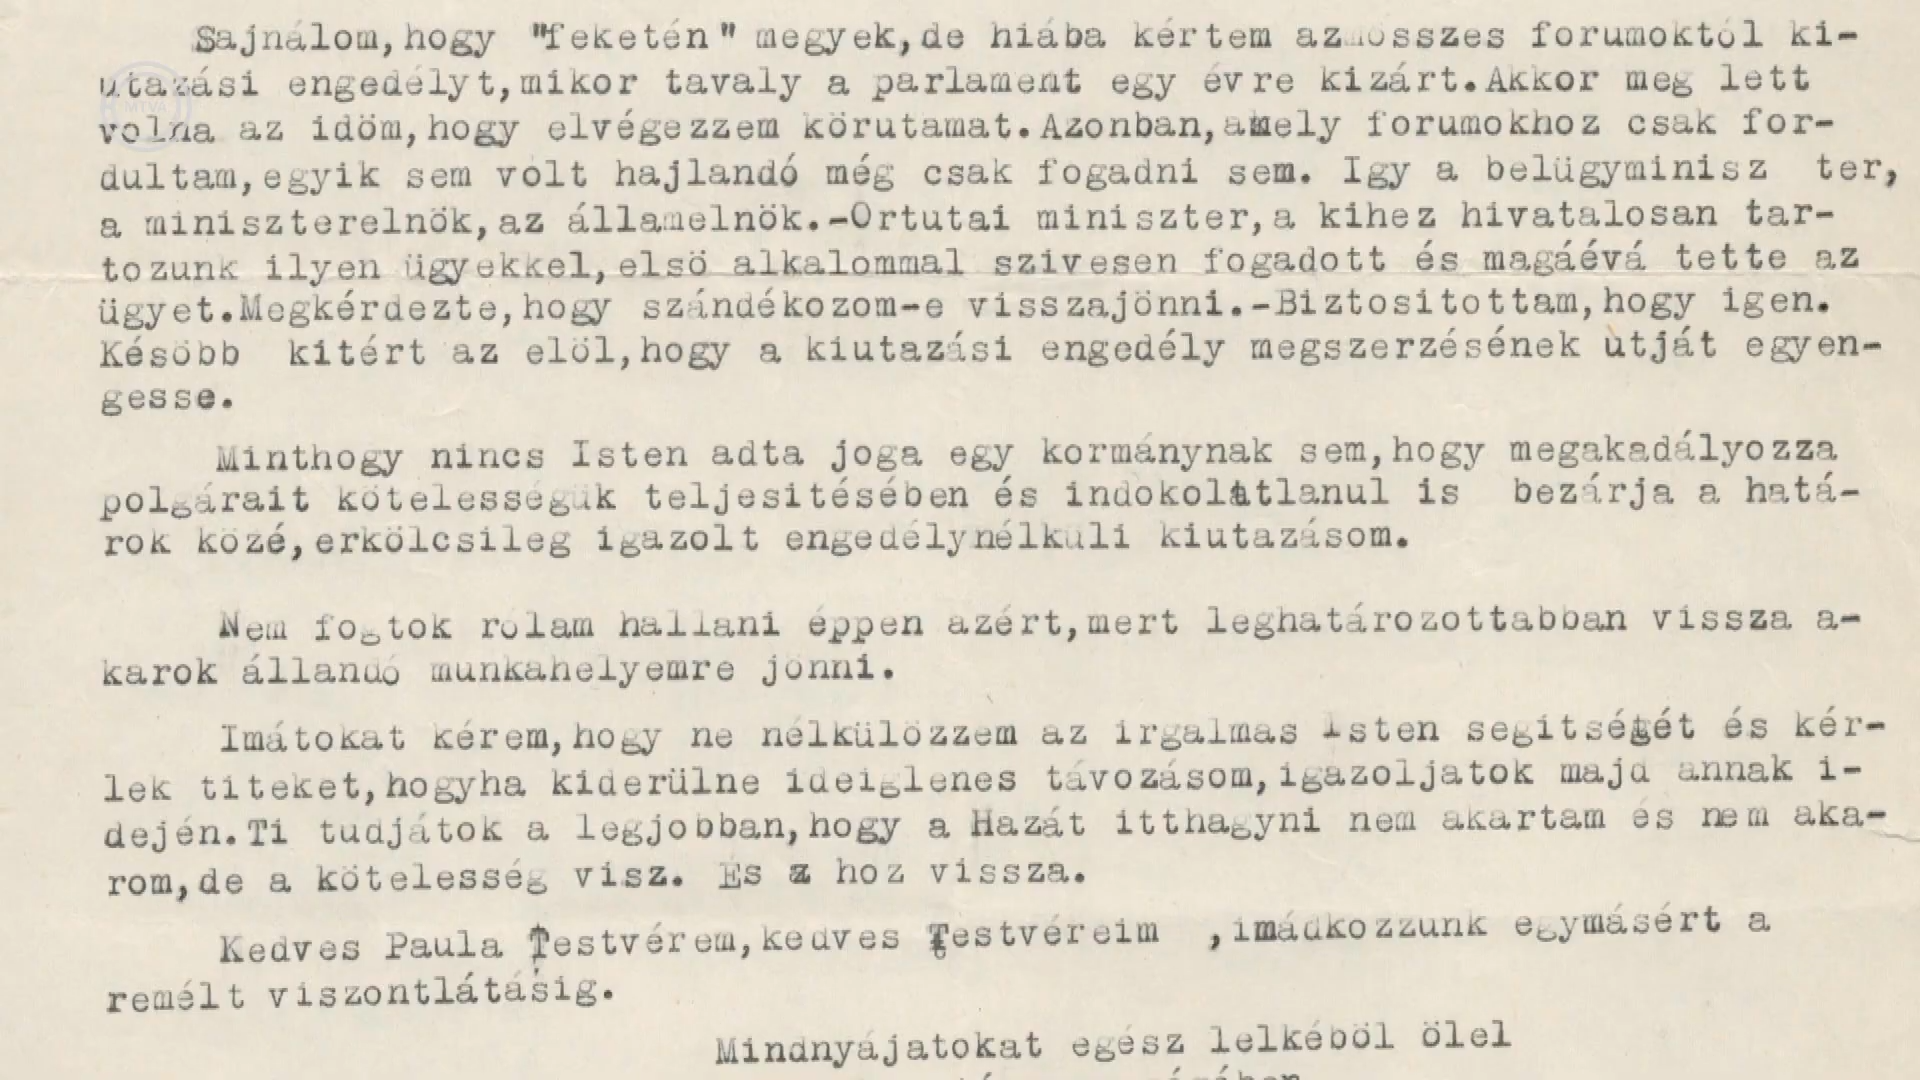 Sajnálom,hogy "feketén" megyek,de hiába kértem az összes forumoktól ki-
utazási engedélyt,mikor tavaly a parlament egy évre kizárt.Akkor meg lett
MTVA
volna az idöm,hogy elvégezzem körutamat.Azonban,amely forumokhoz csak for-
dultam,egyik sem volt hajlandó még csak fogadni sem. Igy a belügyminisz ter,
a miniszterelnök,az államelnök.-Ortutai miniszter,a kihez hivatalosan tar-
tozunk ilyen ügyekkel,elsö alkalommal szivesen fogadott és magáévá tette az
ügyet.Megkérdezte,hogy szándékozom-e visszajönni.-Biztositottam,hogy igen.
Késöbb kitért az elöl,hogy a kiutazási engedély megszerzésének utját egyen-
gesse.
Minthogy nincs Isten adta joga egy kormánynak sem,hogy megakadályozza
polgárait kötelességük teljesitésében és indokolatlanul is bezárja a hatá-
rok közé,erkölcsileg igazolt engedélynélküli kiutazásom.
Nem fogtok rólam hallani éppen azért,mert leghatározottabban vissza a-
karok állandó munkahelyemre jönni.
Imátokat kérem,hogy ne nélkülözzem az irgalmas Isten segitségét és kér-
lek titeket,hogyha kiderülne ideiglenes távozásom,igazoljatok majd annak i-
dején.Ti tudjátok a legjobban,hogy a Hazát itthagyni nem akartam és nem aka-
rom,de a kötelesség visz. És z hoz vissza.
Kedves Paula Testvérem,kedves Testvéreim ,imádkozzunk egymásért a
remélt viszontlátásig.
Mindnyájatokat egész lelkéböl ölel